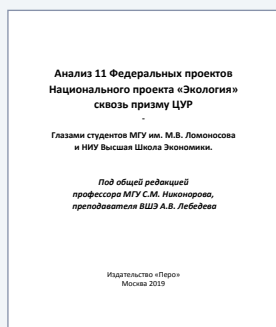 Анализ 11 Федеральных проектов
Национального проекта «Экология»
сквозь призму ЦУР
-
Глазами студентов МГУ им. М.В. Ломоносова
и НИУ Высшая Школа Экономики.
Под общей редакцией
профессора МГУ С.М. Никонорова,
преподавателя ВШЭ А.В. Лебедева
Издательство «Перо»
Москва 2019